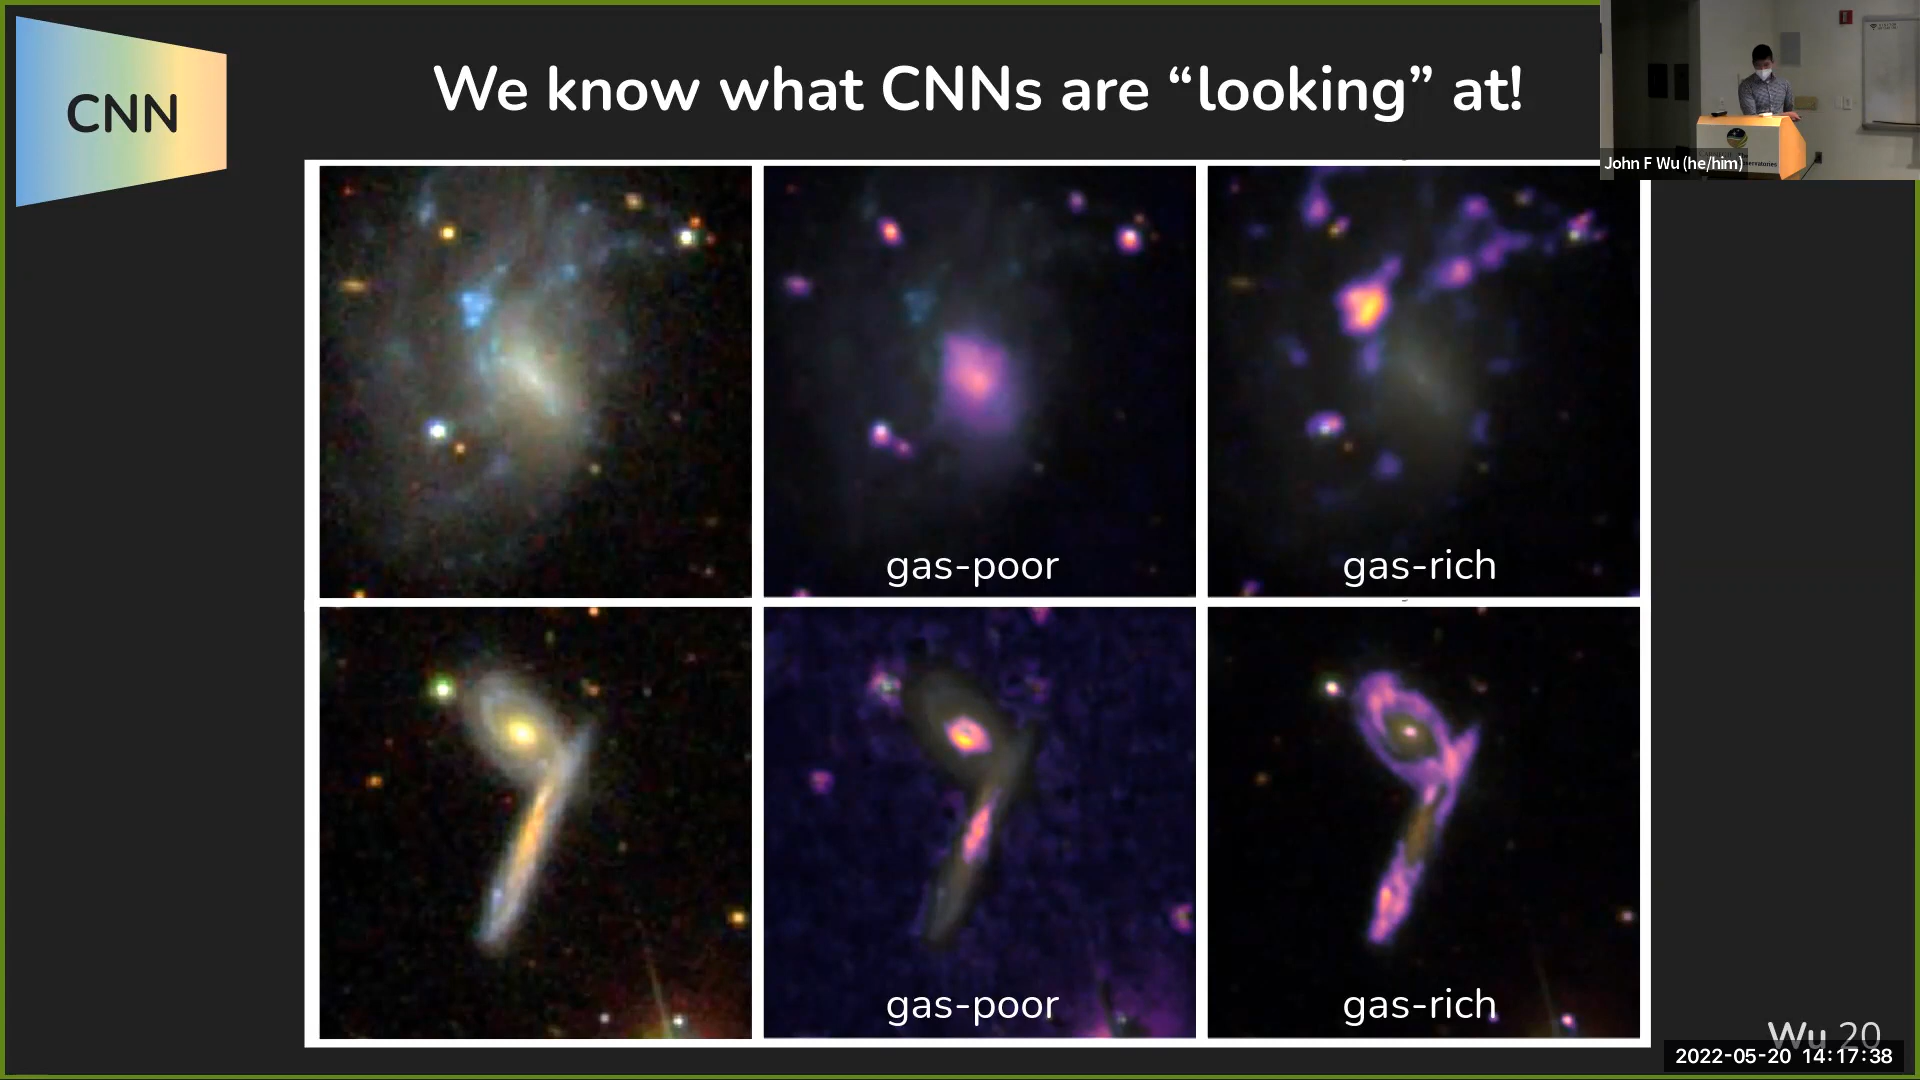 CNN
We know what CNNs are “looking” at!
John F Wu (he/him)
gas-poor
gas-rich
gas-poor
gas-rich
Wu 20
2022-05-20 14:17:38